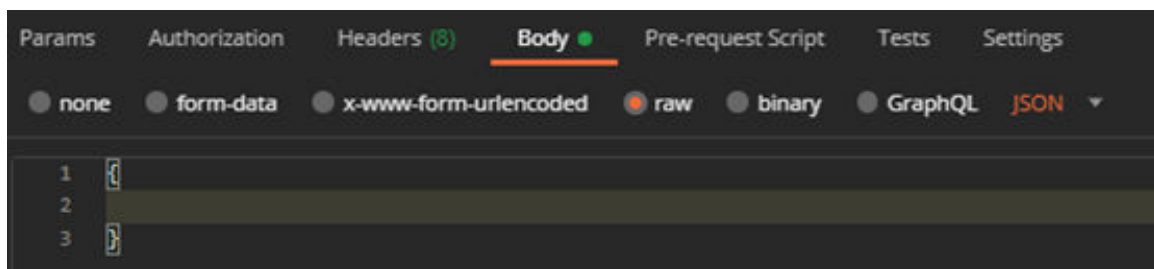 Params Authorization Headers (8) Body Pre-request Script Tests Settings
none form-data x-www-form-urlencoded raw binary GraphQL JSON
1 {
2
3 }